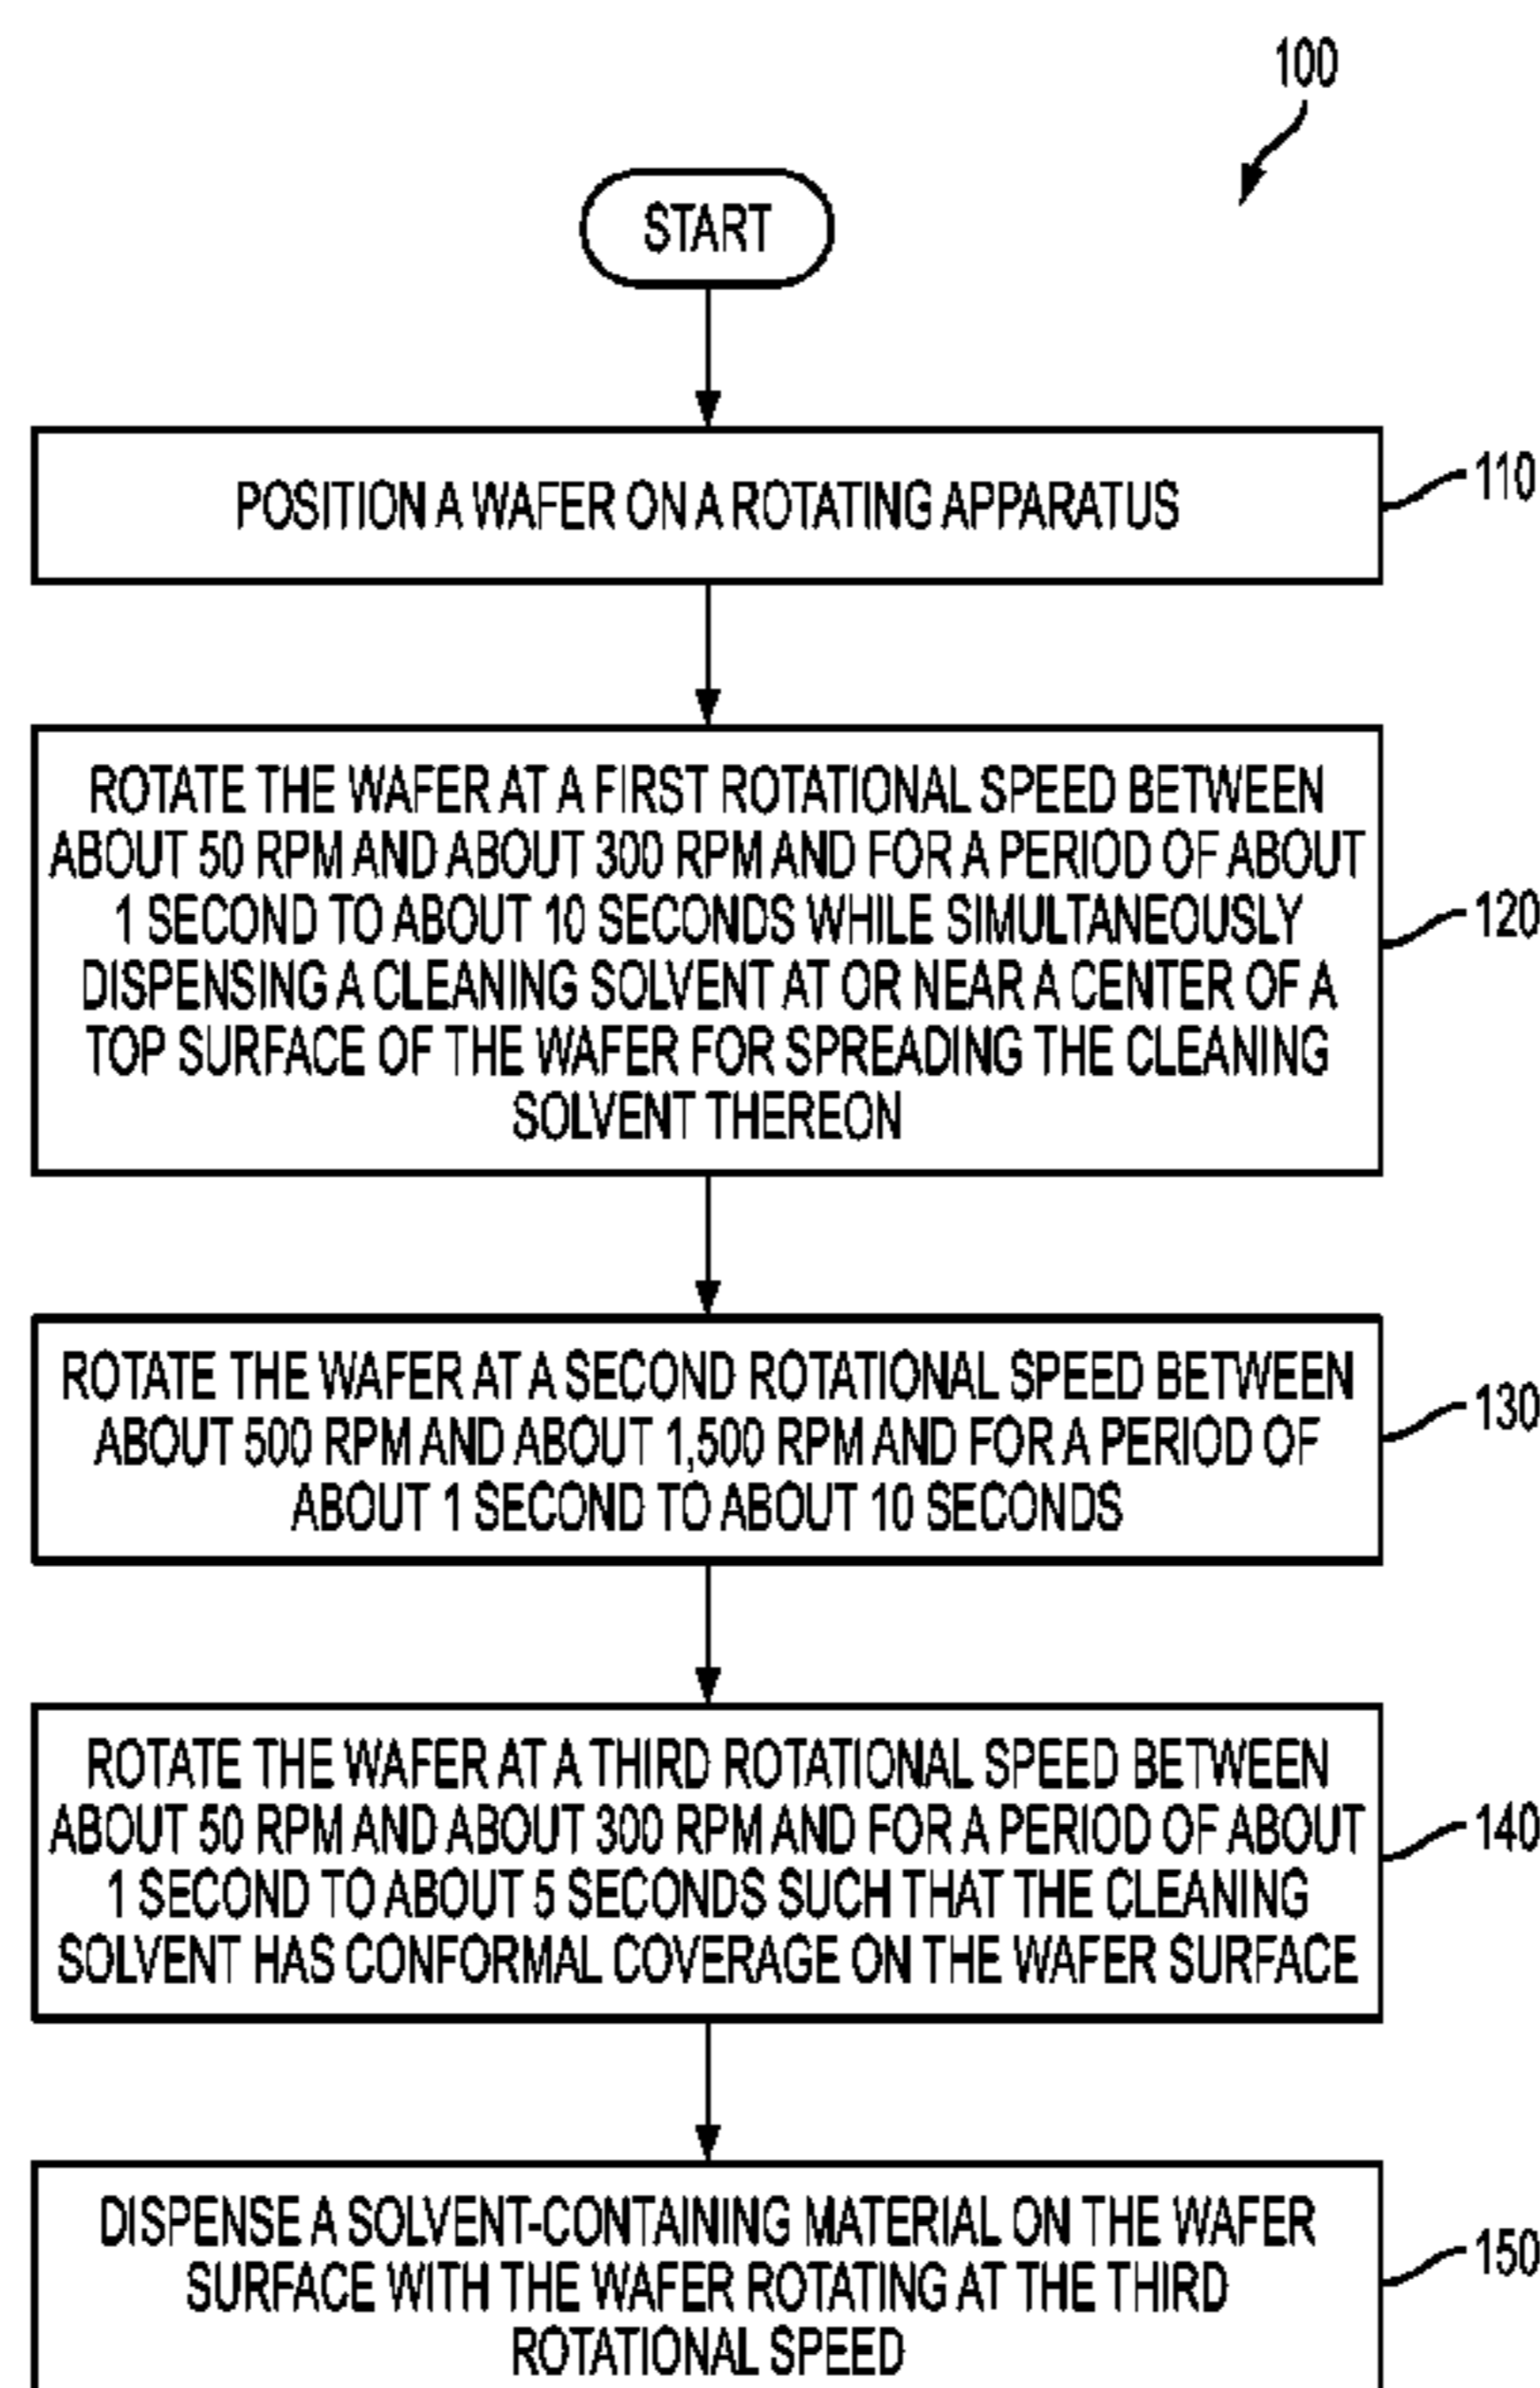 100
START
POSITION A WAFER ON A ROTATING APPARATUS
110
ROTATE THE WAFER AT A FIRST ROTATIONAL SPEED BETWEEN
ABOUT 50 RPM AND ABOUT 300 RPM AND FOR A PERIOD OF ABOUT
1 SECOND TO ABOUT 10 SECONDS WHILE SIMULTANEOUSLY
DISPENSING A CLEANING SOLVENT AT OR NEAR A CENTER OF A
TOP SURFACE OF THE WAFER FOR SPREADING THE CLEANING
SOLVENT THEREON
120
ROTATE THE WAFER AT A SECOND ROTATIONAL SPEED BETWEEN
ABOUT 500 RPM AND ABOUT 1,500 RPM AND FOR A PERIOD OF
ABOUT 1 SECOND TO ABOUT 10 SECONDS
130
ROTATE THE WAFER AT A THIRD ROTATIONAL SPEED BETWEEN
ABOUT 50 RPM AND ABOUT 300 RPM AND FOR A PERIOD OF ABOUT
1 SECOND TO ABOUT 5 SECONDS SUCH THAT THE CLEANING
SOLVENT HAS CONFORMAL COVERAGE ON THE WAFER SURFACE
140
DISPENSE A SOLVENT-CONTAINING MATERIAL ON THE WAFER
SURFACE WITH THE WAFER ROTATING AT THE THIRD
ROTATIONAL SPEED
150